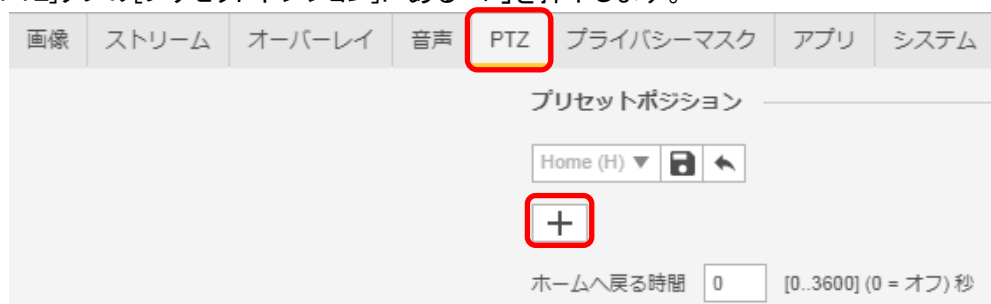 画像 ストリーム オーバーレイ 音声 PTZ プライバシーマスク アプリ システム
プリセットポジション
Home (H)
+
ホームへ戻る時間 0 [0..3600] (0 = オフ) 秒